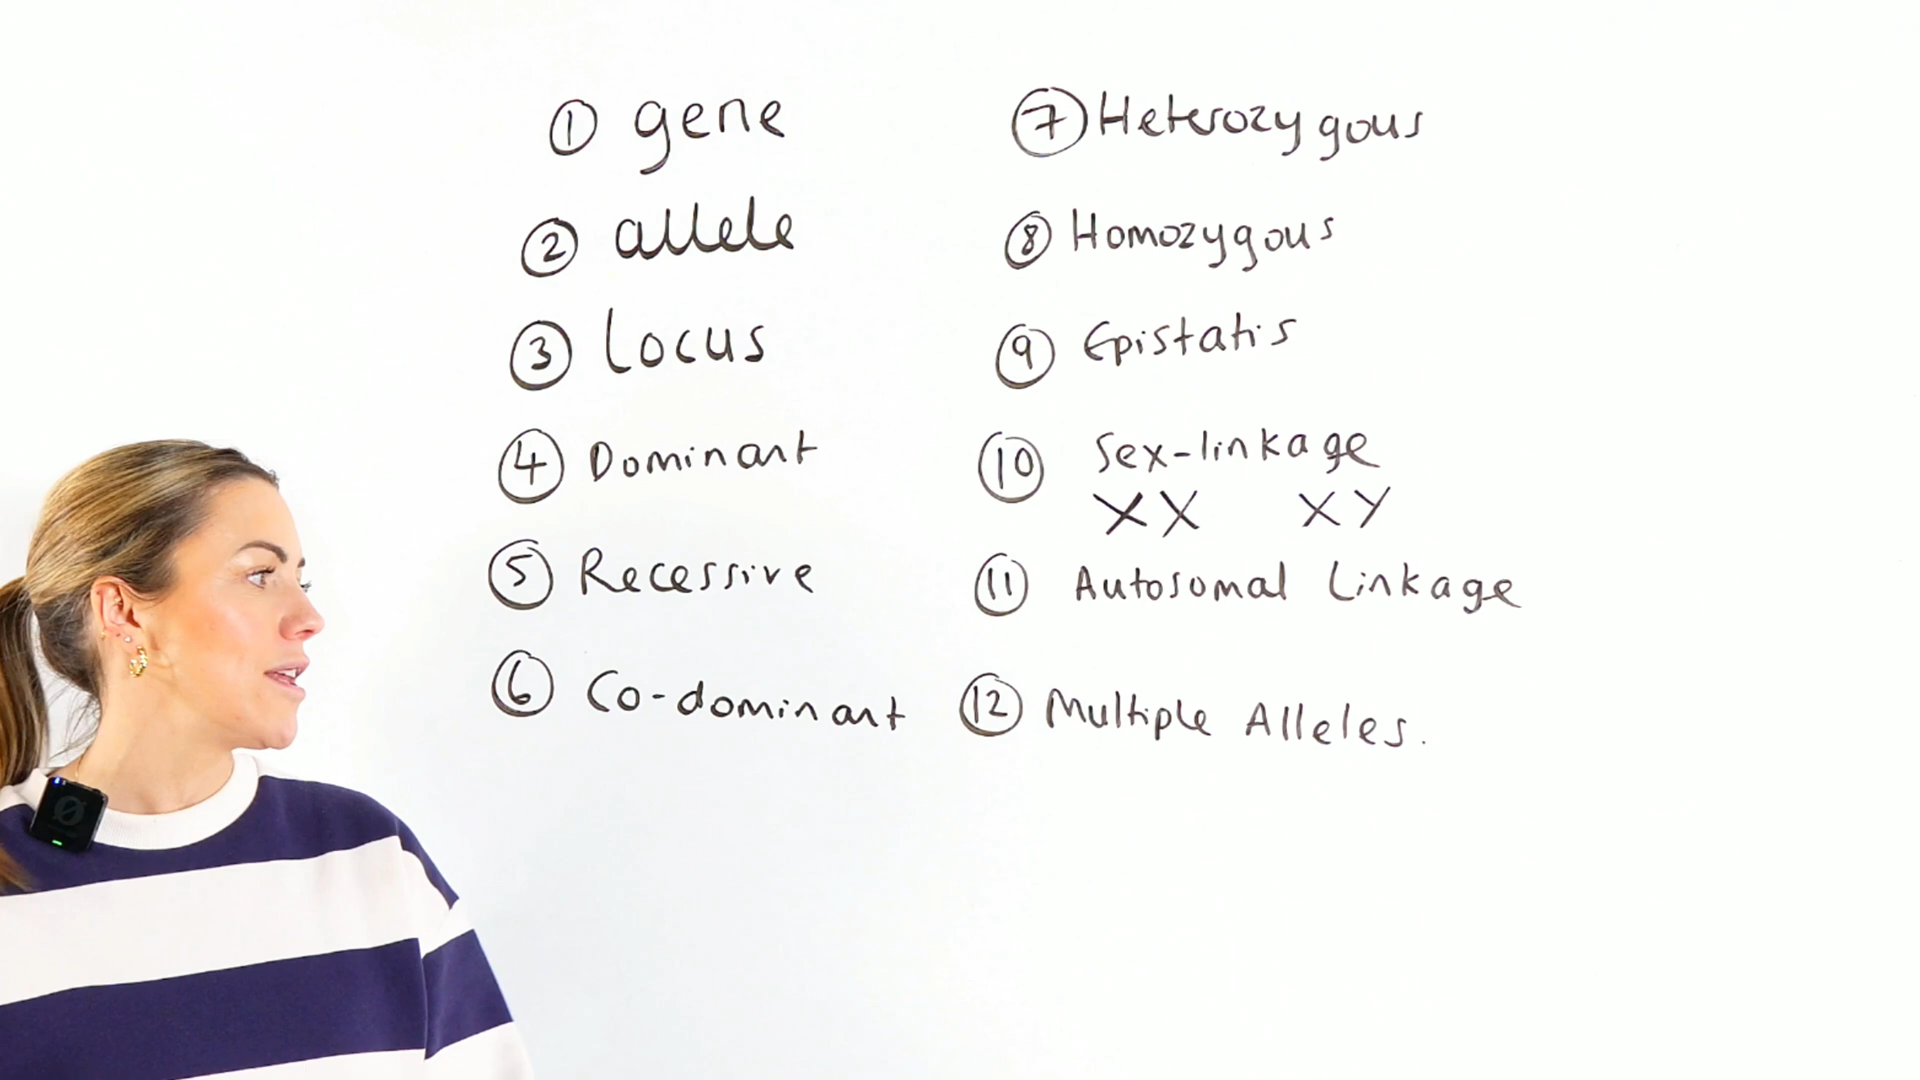 ① gene
② allele
③ Locus
④ Dominant
⑤ Recessive
⑥ Co-dominant
⑦ Heterozygous
⑧ Homozygous
⑨ Epistatis
⑩ Sex-linkage
XX XY
⑪ Autosomal Linkage
⑫ Multiple Alleles.